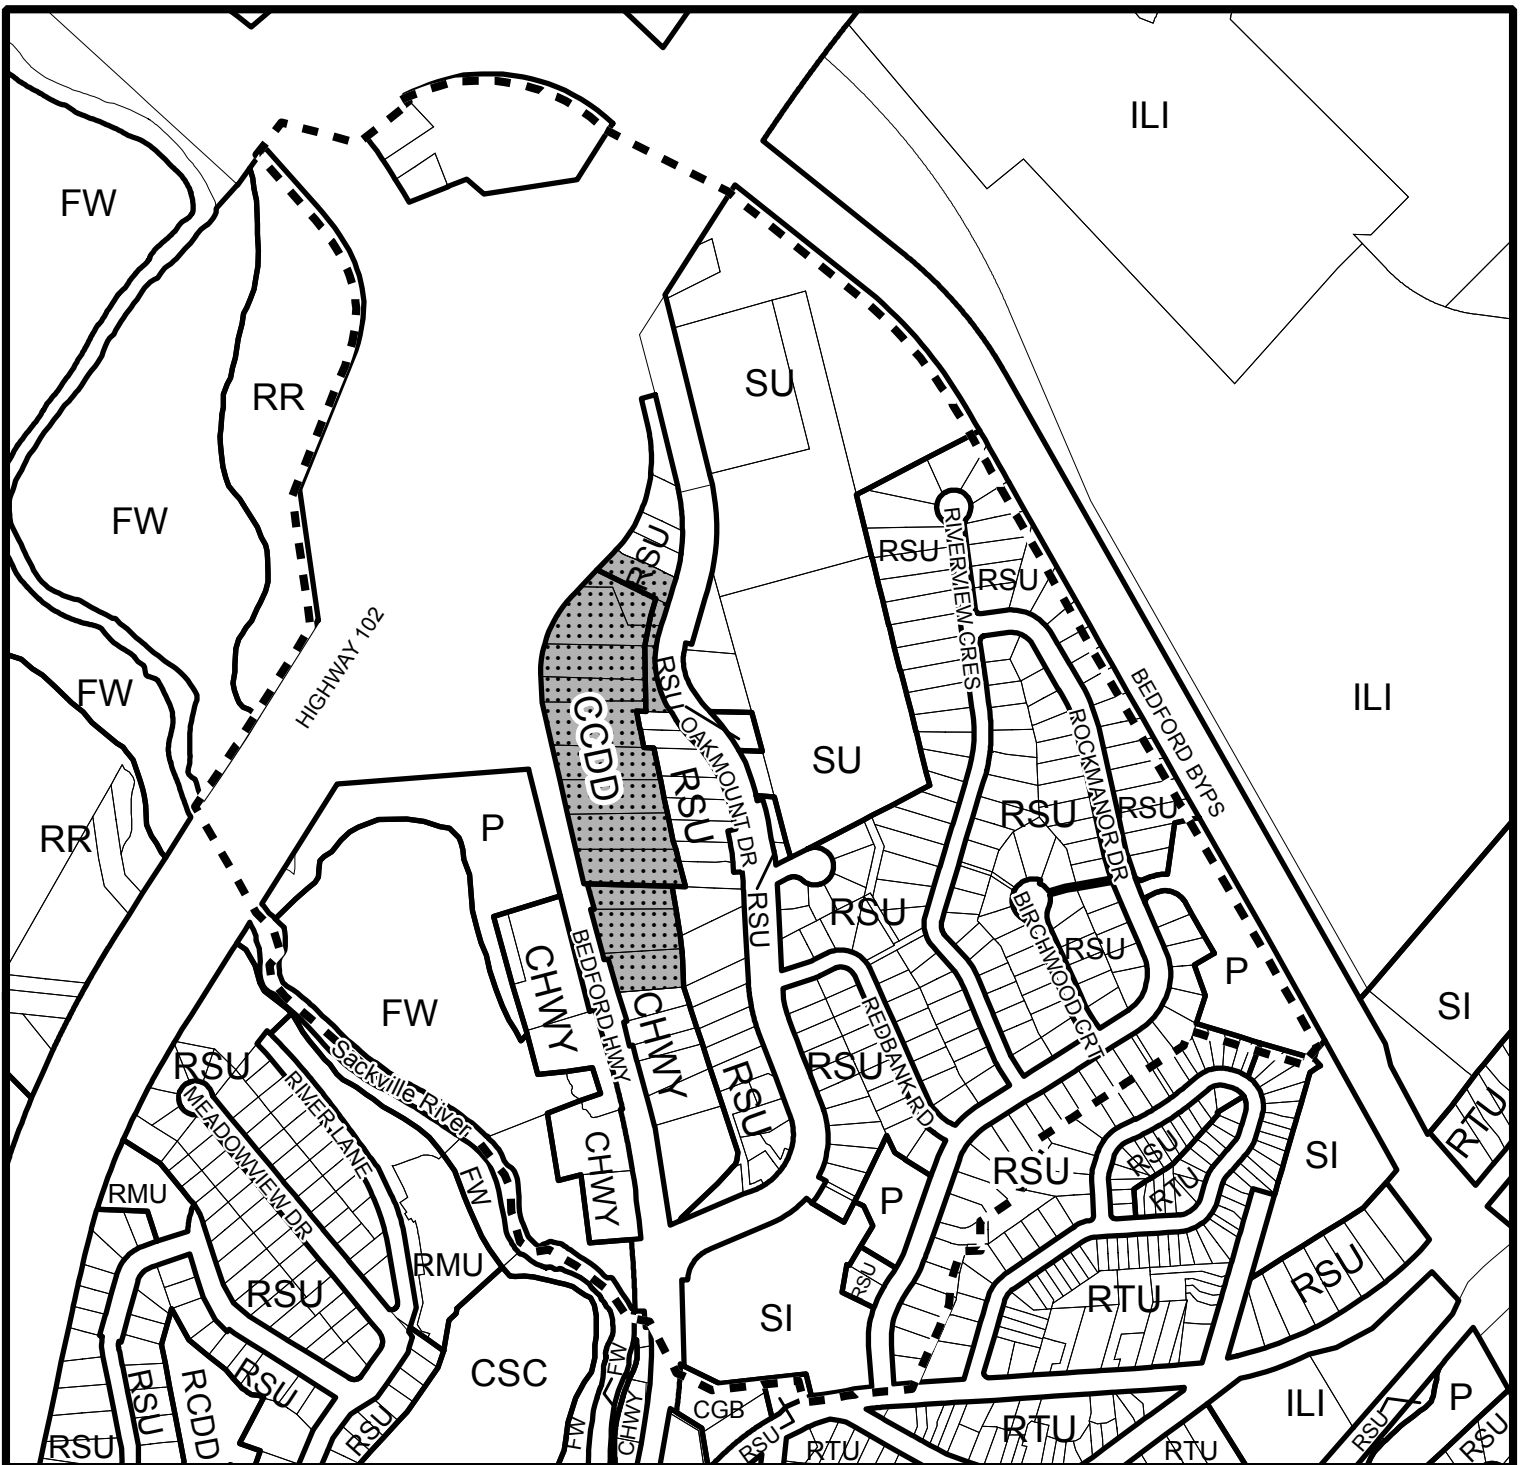 ILI
FW
RR
SU
FW
RSU
RIVERVIEW CRES
RSU
RSU
HIGHWAY 102
FW
RSU
CCDD
OAKMOUNT DR
RSU
SU
ROCKMANOR DR
BEDFORD BYPS
ILI
RR
P
RSU
RSU
RSU
RSU
BIRCHWOOD CRT
RSU
P
CHWY
BEDFORD HWY
CHWY
FW
REDBANK RD
RSU
SI
RSU
Sackville River
RIVER LANE
MEADOWVIEW DR
RSU
CHWY
FW
RSU
RSU
RTU
SI
RTU
RMU
P
RMU
RSU
RSU
RSU
RTU
SI
CSC
FW
CHWY
FW
RSU
RCDD
RSU
RSU
RSU
CGB
RSU
RTU
RTU
RTU
ILI
RSU
P
RSU